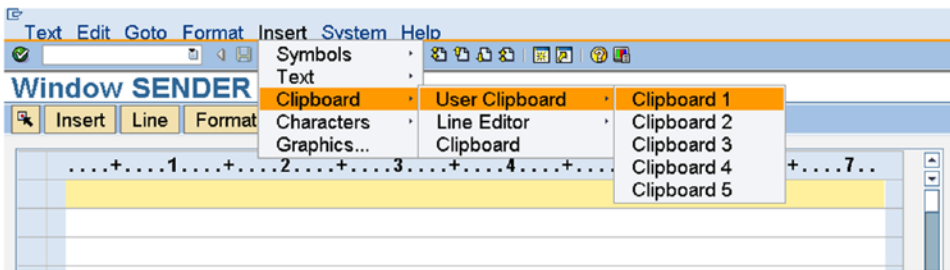 Text Edit Goto Format Insert System Help
Symbols
Text
Window SENDER
Clipboard User Clipboard Clipboard 1
Insert Line Format Characters Line Editor Clipboard 2
Graphics... Clipboard Clipboard 3
Clipboard 4
Clipboard 5
....+....1....+....2....+....3....+....4....+.... +....7..